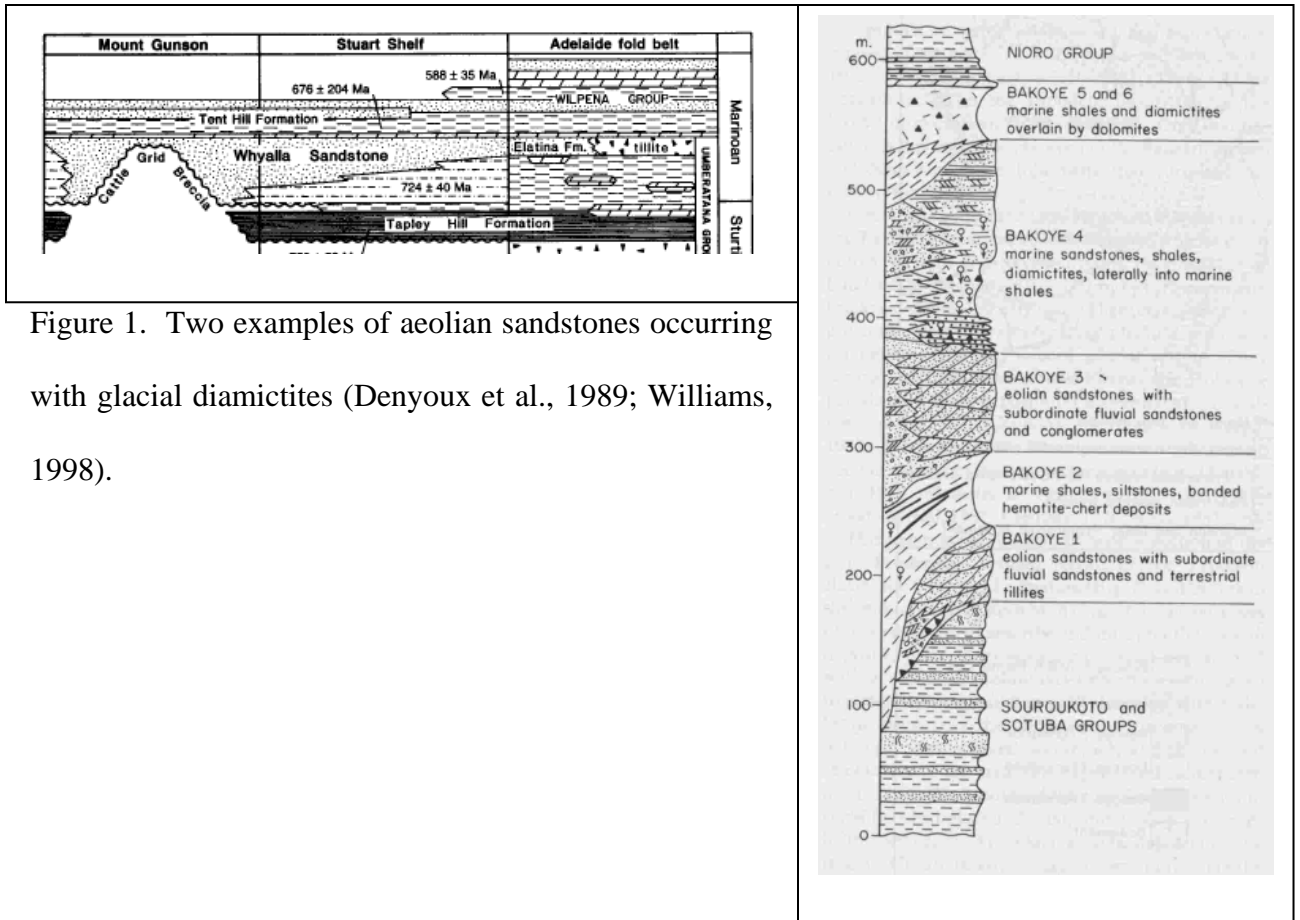 Mount Gunson
Stuart Shelf
Adelaide fold belt
588 ± 35 Ma
676 ± 204 Ma
WILPENA GROUP
Tent Hill Formation
Marinoan
Whyalla Sandstone
Elatina Fm.
tillite
Grid
Cattle
Breccia
724 ± 40 Ma
UMBERATANA
Tapley Hill Formation
Figure 1. Two examples of aeolian sandstones occurring
with glacial diamictites (Denyoux et al., 1989; Williams,
1998).
m.
600
NIORO GROUP
BAKOYE 5 and 6
marine shales and diamictites
overlain by dolomites
500
BAKOYE 4
marine sandstones, shales,
diamictites, laterally into marine
shales
400
BAKOYE 3
eolian sandstones with
subordinate fluvial sandstones
and conglomerates
300
BAKOYE 2
marine shales, siltstones, banded
hematite-chert deposits
BAKOYE 1
eolian sandstones with subordinate
fluvial sandstones and terrestrial
tillites
200
100
SOUROUKOTO and
SOTUBA GROUPS
0